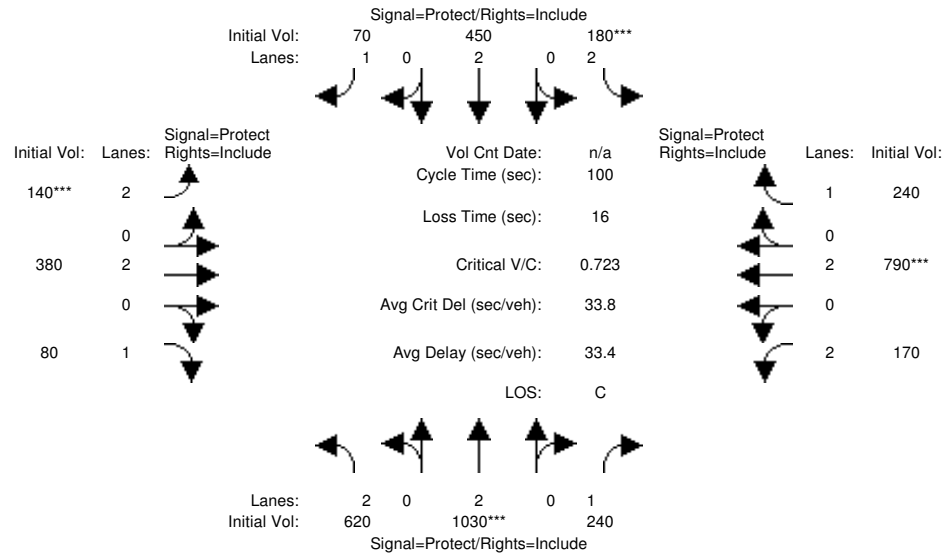 Signal=Protect/Rights=Include
Initial Vol: 70 450 180***
Lanes: 1 0 2 0 2
Signal=Protect
Rights=Include
Initial Vol: Lanes:
Vol Cnt Date: n/a
Signal=Protect
Rights=Include
Lanes: Initial Vol:
Cycle Time (sec): 100
140*** 2
1 240
Loss Time (sec): 16
0
0
380 2
Critical V/C: 0.723
2 790***
0
Avg Crit Del (sec/veh): 33.8
0
80 1
Avg Delay (sec/veh): 33.4
2 170
LOS: C
Lanes: 2 0 2 0 1
Initial Vol: 620 1030*** 240
Signal=Protect/Rights=Include